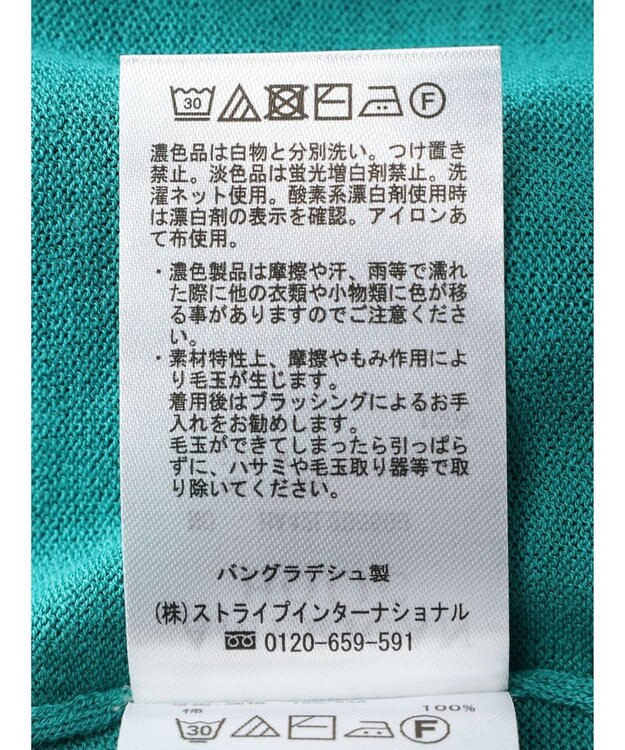 30 F
濃色品は白物と分別洗い。つけ置き
禁止。淡色品は蛍光増白剤禁止。洗
濯ネット使用。酸素系漂白剤使用時
は漂白剤の表示を確認。アイロンあ
て布使用。
・濃色製品は摩擦や汗、雨等で濡れ
た際に他の衣類や小物類に色が移
る事がありますのでご注意くださ
い。
・素材特性上、摩擦やもみ作用によ
り毛玉が生じます。
着用後はブラッシングによるお手
入れをお勧めします。
毛玉ができてしまったら引っぱら
ずに、ハサミや毛玉取り器等で取
り除いてください。
バングラデシュ製
(株)ストライプインターナショナル
0120-659-591
綿 100%
30 F